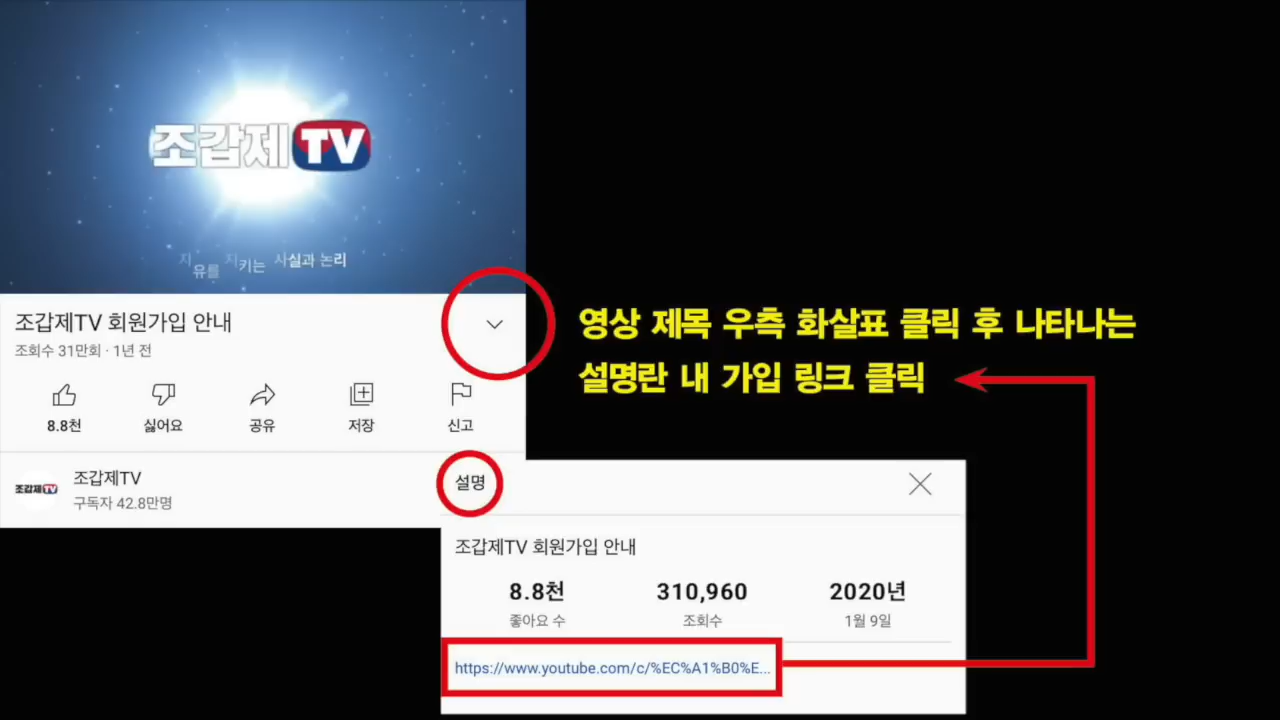 조갑제TV
자유를 지키는 사실과 논리
조갑제TV 회원가입 안내
조회수 31만회 · 1년 전
8.8천
싫어요
공유
저장
신고
조갑제TV
조갑제TV
구독자 42.8만명
영상 제목 우측 화살표 클릭 후 나타나는
설명란 내 가입 링크 클릭
설명
조갑제TV 회원가입 안내
8.8천
310,960
2020년
좋아요 수
조회수
1월 9일
https://www.youtube.com/c/%EC%A1%B0%E...